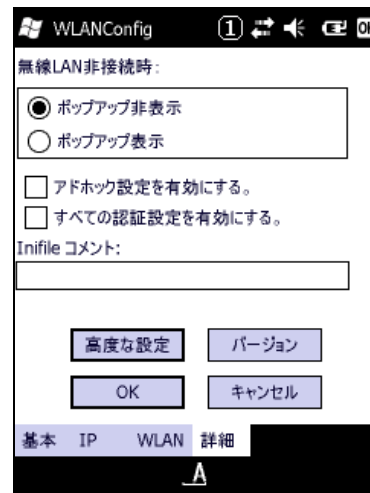 WLANConfig 1 OK
無線LAN非接続時:
ポップアップ非表示
ポップアップ表示
アドホック設定を有効にする。
すべての認証設定を有効にする。
Inifile コメント:
高度な設定 バージョン
OK キャンセル
基本 IP WLAN 詳細
A